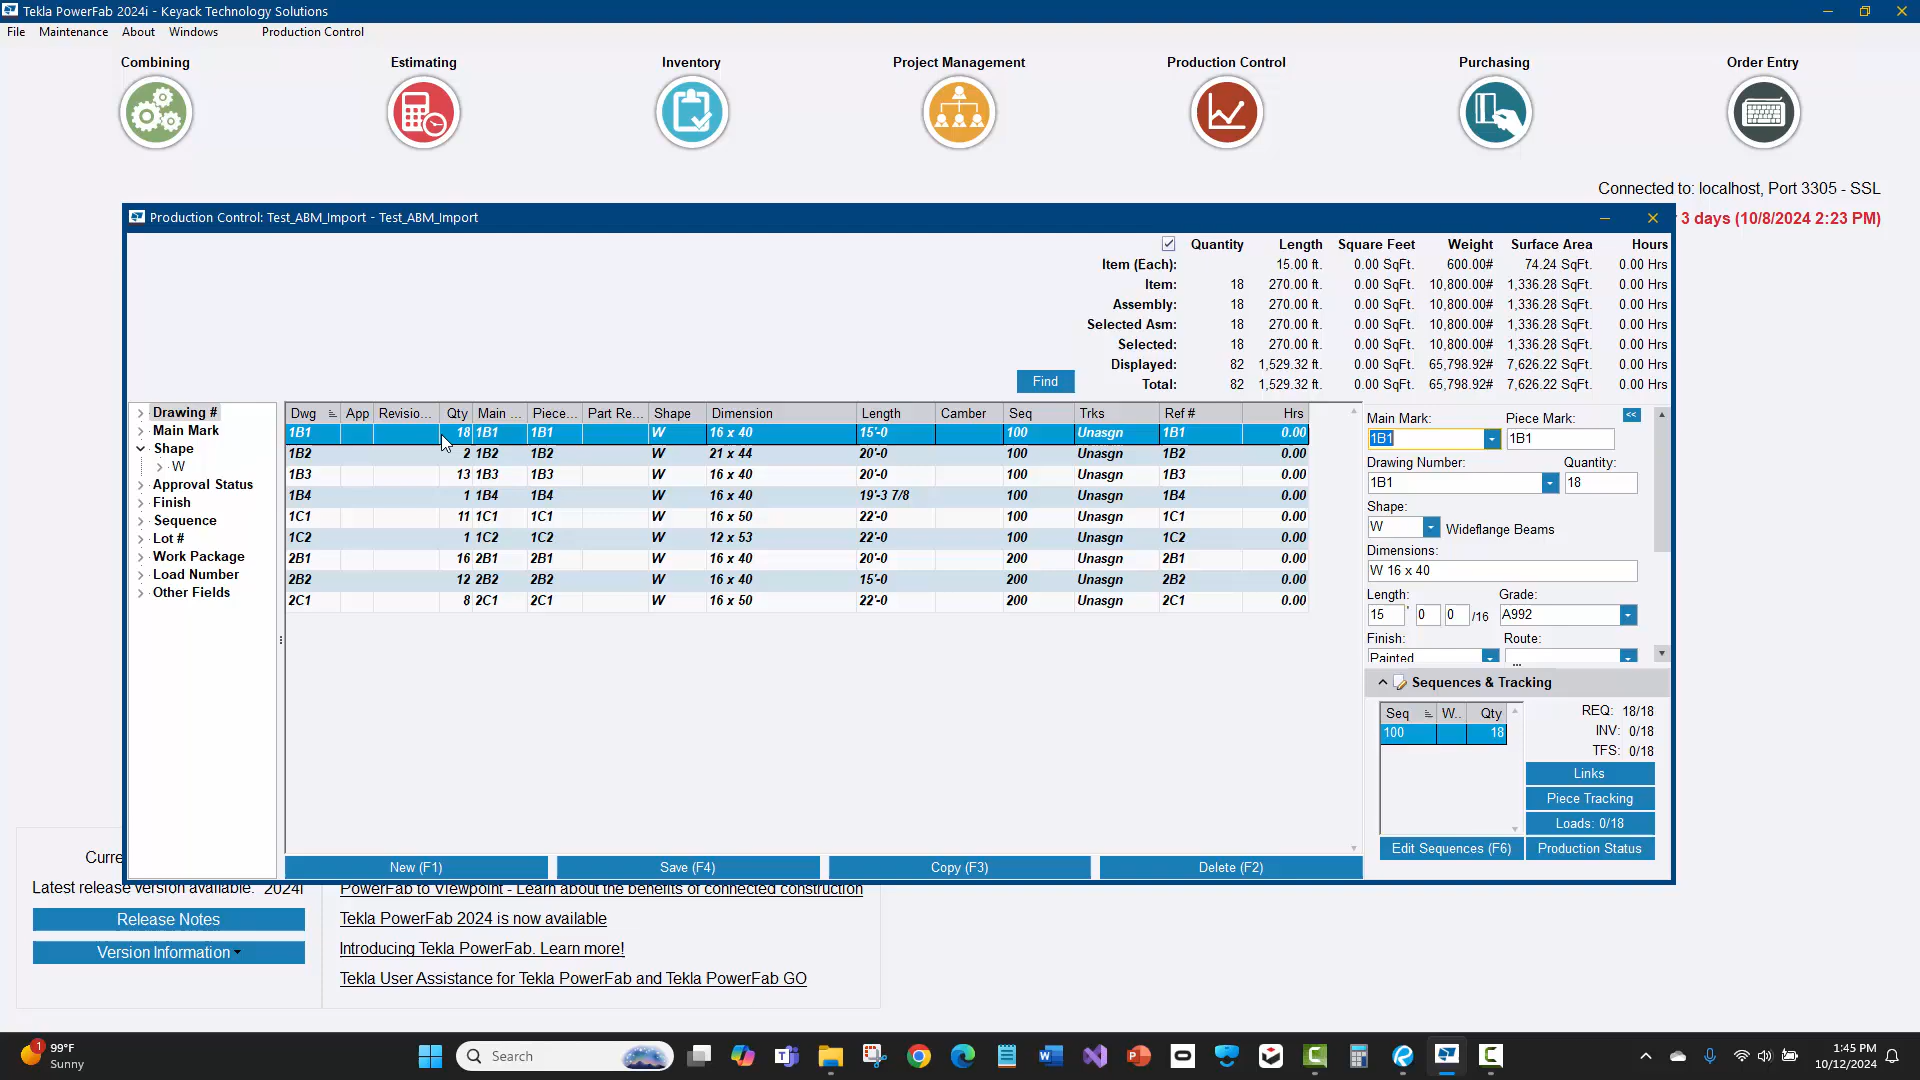 Tekla PowerFab 2024i - Keyack Technology Solutions
File Maintenance About Windows Production Control
Combining Estimating Inventory Project Management Production Control Purchasing Order Entry
Connected to: localhost, Port 3305 - SSL
Production Control: Test_ABM_Import - Test_ABM_Import
3 days (10/8/2024 2:23 PM)
Quantity Length Square Feet Weight Surface Area Hours
Item (Each): 15.00 ft. 0.00 SqFt. 600.00# 74.24 SqFt. 0.00 Hrs
Item: 18 270.00 ft. 0.00 SqFt. 10,800.00# 1,336.28 SqFt. 0.00 Hrs
Assembly: 18 270.00 ft. 0.00 SqFt. 10,800.00# 1,336.28 SqFt. 0.00 Hrs
Selected Asm: 18 270.00 ft. 0.00 SqFt. 10,800.00# 1,336.28 SqFt. 0.00 Hrs
Selected: 18 270.00 ft. 0.00 SqFt. 10,800.00# 1,336.28 SqFt. 0.00 Hrs
Displayed: 82 1,529.32 ft. 0.00 SqFt. 65,798.92# 7,626.22 SqFt. 0.00 Hrs
Find
Total: 82 1,529.32 ft. 0.00 SqFt. 65,798.92# 7,626.22 SqFt. 0.00 Hrs
Drawing #
Main Mark
Shape
W
Approval Status
Finish
Sequence
Lot #
Work Package
Load Number
Other Fields
Dwg App Revisio... Qty Main ... Piece... Part Re... Shape Dimension Length Camber Seq Trks Ref # Hrs
1B1 18 1B1 1B1 W 16 x 40 15'-0 100 Unasgn 1B1 0.00
1B2 2 1B2 1B2 W 21 x 44 20'-0 100 Unasgn 1B2 0.00
1B3 13 1B3 1B3 W 16 x 40 20'-0 100 Unasgn 1B3 0.00
1B4 1 1B4 1B4 W 16 x 40 19'-3 7/8 100 Unasgn 1B4 0.00
1C1 11 1C1 1C1 W 16 x 50 22'-0 100 Unasgn 1C1 0.00
1C2 1 1C2 1C2 W 12 x 53 22'-0 100 Unasgn 1C2 0.00
2B1 16 2B1 2B1 W 16 x 40 20'-0 200 Unasgn 2B1 0.00
2B2 12 2B2 2B2 W 16 x 40 15'-0 200 Unasgn 2B2 0.00
2C1 8 2C1 2C1 W 16 x 50 22'-0 200 Unasgn 2C1 0.00
Main Mark: Piece Mark: <<
1B1 1B1
Drawing Number: Quantity:
1B1 18
Shape:
W Wideflange Beams
Dimensions:
W 16 x 40
Length: Grade:
15 ' 0 0 /16 A992
Finish: Route:
Painted
Sequences & Tracking
Seq W.. Qty
100 18
REQ: 18/18
INV: 0/18
TFS: 0/18
Links
Piece Tracking
Loads: 0/18
Edit Sequences (F6) Production Status
New (F1) Save (F4) Copy (F3) Delete (F2)
Curre
Latest release version available: 2024i
Release Notes
Version Information
PowerFab to Viewpoint - Learn about the benefits of connected construction
Tekla PowerFab 2024 is now available
Introducing Tekla PowerFab. Learn more!
Tekla User Assistance for Tekla PowerFab and Tekla PowerFab GO
1
99°F
Sunny
Search
1:45 PM
10/12/2024